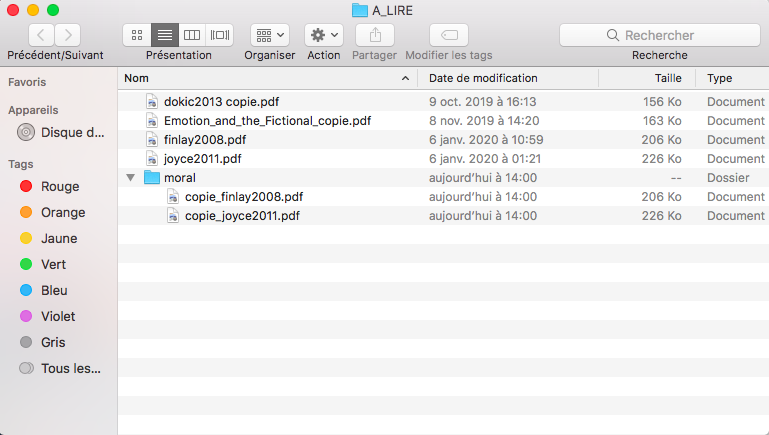 A_LIRE
Précédent/Suivant Présentation Organiser Action Partager Modifier les tags Rechercher Recherche
Favoris
Appareils
Disque d...
Tags
Rouge
Orange
Jaune
Vert
Bleu
Violet
Gris
Tous les...
Nom Date de modification Taille Type
dokic2013 copie.pdf 9 oct. 2019 à 16:13 156 Ko Document
Emotion_and_the_Fictional_copie.pdf 8 nov. 2019 à 14:20 163 Ko Document
finlay2008.pdf 6 janv. 2020 à 10:59 206 Ko Document
joyce2011.pdf 6 janv. 2020 à 01:21 226 Ko Document
moral aujourd'hui à 14:00 -- Dossier
copie_finlay2008.pdf aujourd'hui à 14:00 206 Ko Document
copie_joyce2011.pdf aujourd'hui à 14:00 226 Ko Document